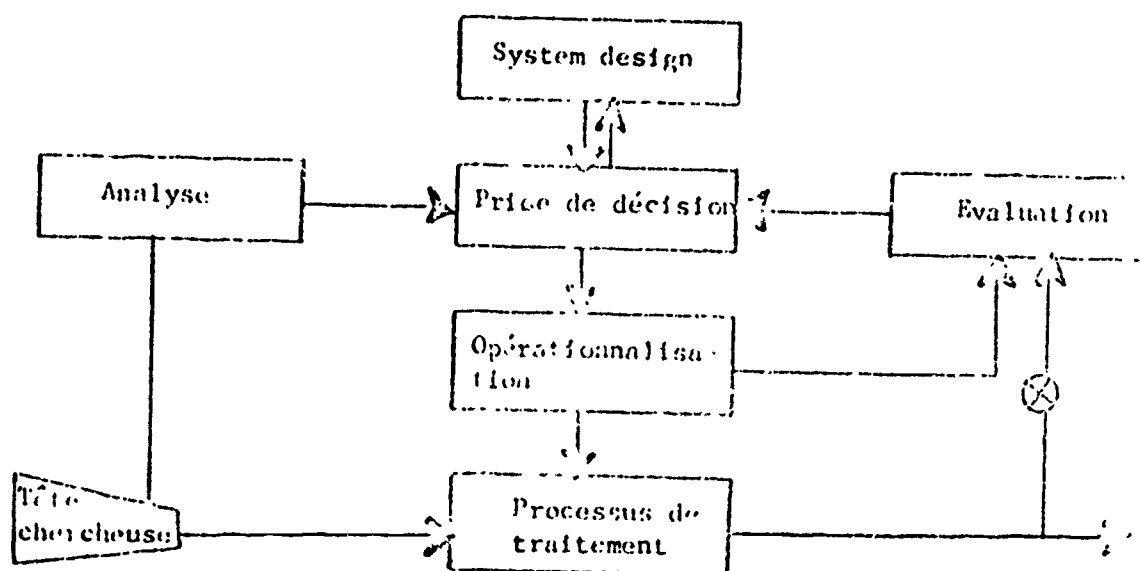 System design
Analyse
Price de décision
Evaluation
Opérationnalisa-
tion
Tête
chercheuse
Processus de
traitement